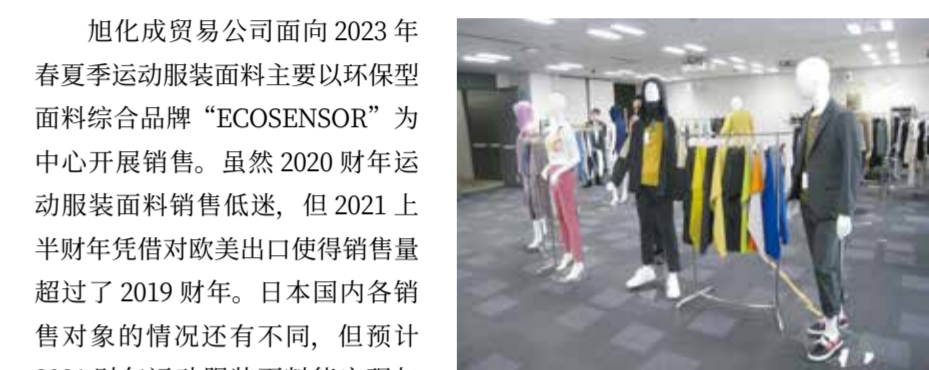 旭化成贸易公司面向 2023 年
春夏季运动服装面料主要以环保型
面料综合品牌“ECOSENSOR”为
中心开展销售。虽然 2020 财年运
动服装面料销售低迷，但 2021 上
半财年凭借对欧美出口使得销售量
超过了 2019 财年。日本国内各销
售对象的情况还有不同，但预计